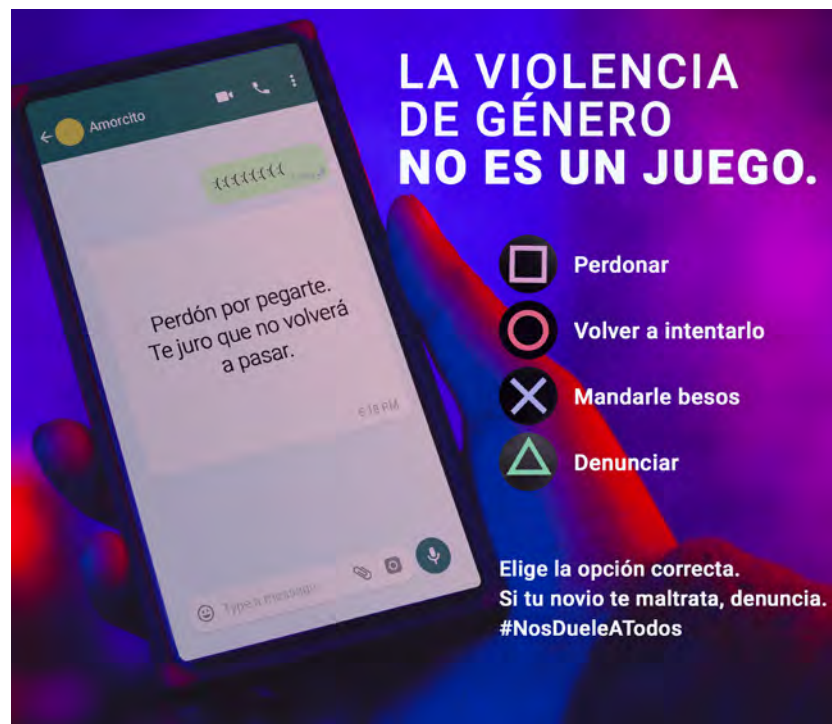 LA VIOLENCIA
DE GÉNERO
NO ES UN JUEGO.
Amorcito
Perdón por pegarte.
Te juro que no volverá
a pasar.
6:18 PM
Type a message
Perdonar
Volver a intentarlo
Mandarle besos
Denunciar
Elige la opción correcta.
Si tu novio te maltrata, denuncia.
#NosDueleATodos